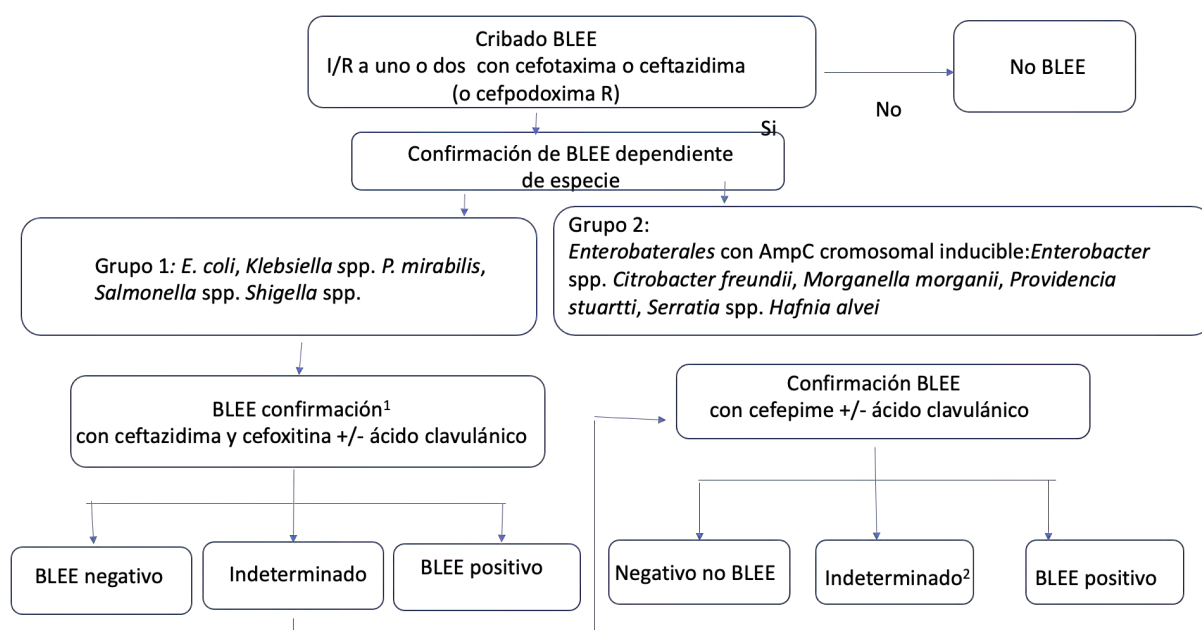 Cribado BLEE
I/R a uno o dos con cefotaxima o ceftazidima
(o cefpodoxima R)
No BLEE
No
Si
Confirmación de BLEE dependiente
de especie
Grupo 1: E. coli, Klebsiella spp. P. mirabilis,
Salmonella spp. Shigella spp.
Grupo 2:
Enterobaterales con AmpC cromosomal inducible:Enterobacter
spp. Citrobacter freundii, Morganella morganii, Providencia
stuartti, Serratia spp. Hafnia alvei
BLEE confirmación¹
con ceftazidima y cefoxitina +/- ácido clavulánico
Confirmación BLEE
con cefepime +/- ácido clavulánico
BLEE negativo
Indeterminado
BLEE positivo
Negativo no BLEE
Indeterminado²
BLEE positivo